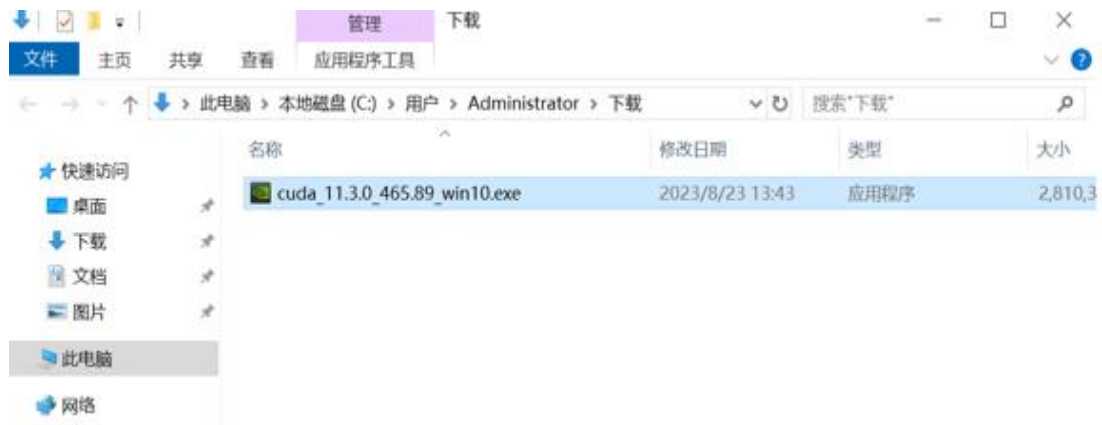 管理 下载
文件 主页 共享 查看 应用程序工具
此电脑 › 本地磁盘 (C:) › 用户 › Administrator › 下载 搜索"下载"
名称 修改日期 类型 大小
快速访问
cuda_11.3.0_465.89_win10.exe 2023/8/23 13:43 应用程序 2,810,3
桌面
下载
文档
图片
此电脑
网络